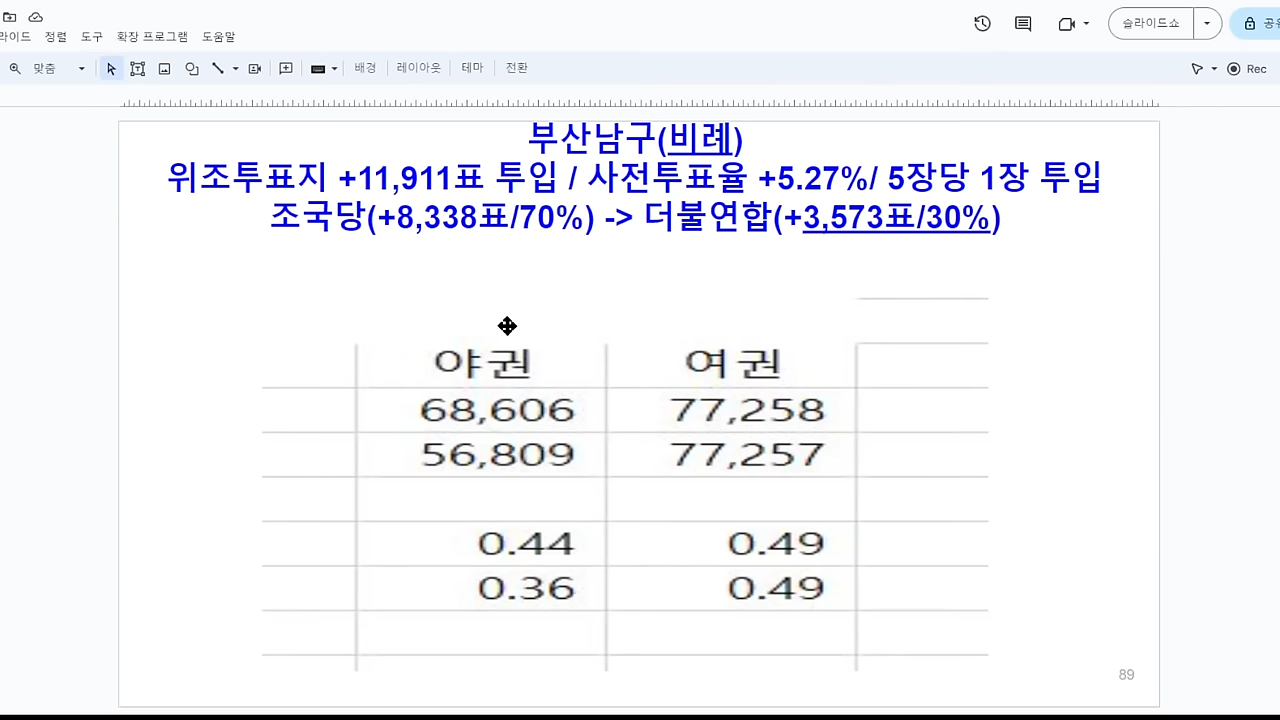 라이드 정렬 도구 확장 프로그램 도움말
슬라이드쇼
맞춤
배경 레이아웃 테마 전환
Rec
부산남구(비례)
위조투표지 +11,911표 투입 / 사전투표율 +5.27%/ 5장당 1장 투입
조국당(+8,338표/70%) -> 더불연합(+3,573표/30%)
야권 여권
68,606 77,258
56,809 77,257
0.44 0.49
0.36 0.49
89